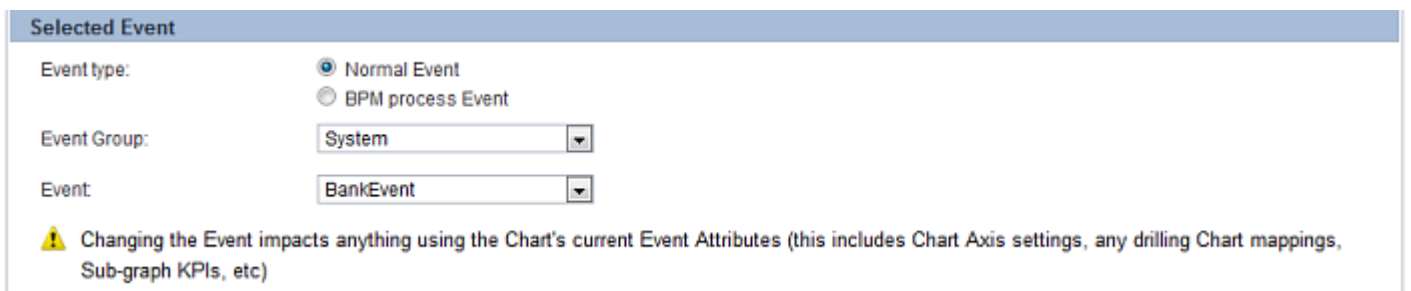 Selected Event
Event type:
Normal Event
BPM process Event
Event Group:
System
Event:
BankEvent
Changing the Event impacts anything using the Chart's current Event Attributes (this includes Chart Axis settings, any drilling Chart mappings,
Sub-graph KPIs, etc)